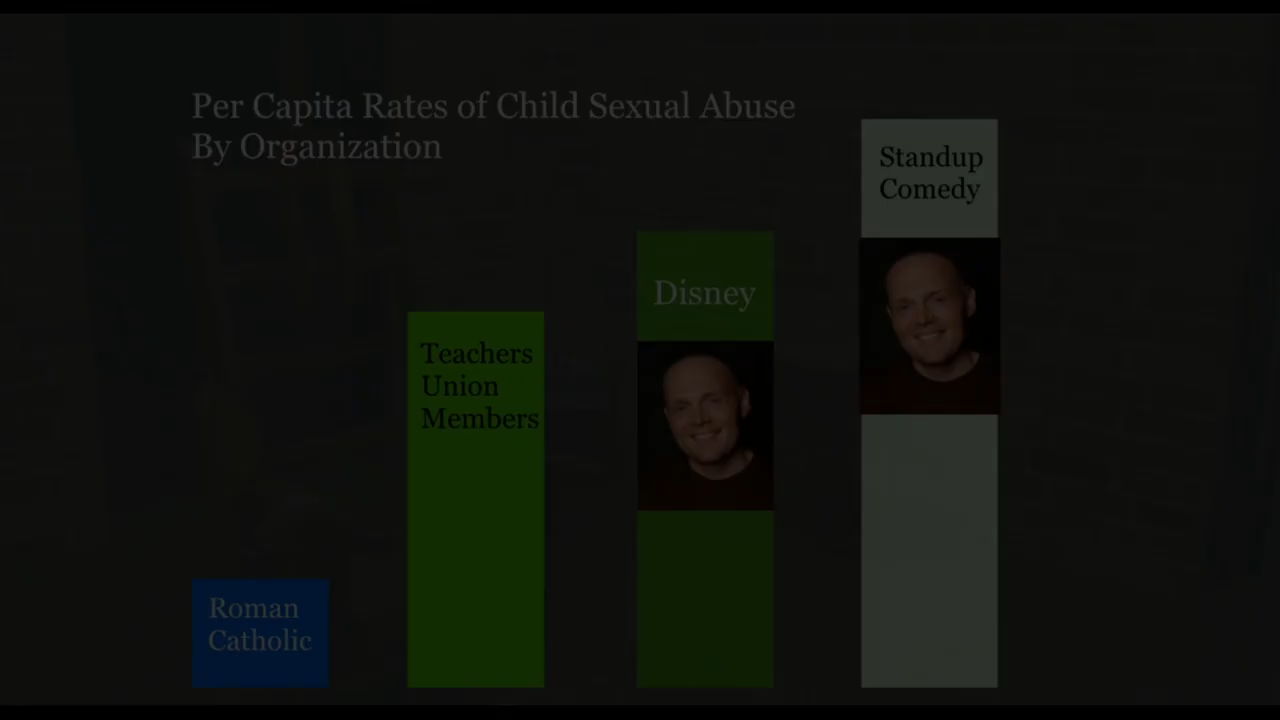 Per Capita Rates of Child Sexual Abuse
By Organization
Roman
Catholic
Teachers
Union
Members
Disney
Standup
Comedy